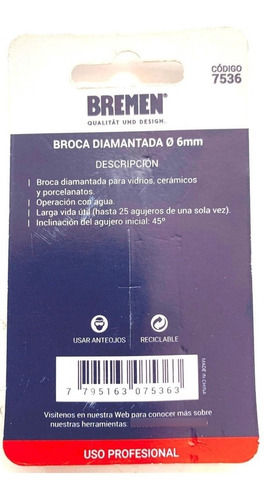 CÓDIGO
7536
BREMEN®
QUALITÄT UND DESIGN.
BROCA DIAMANTADA Ø 6mm
DESCRIPCIÓN
• Broca diamantada para vidrios, cerámicos
y porcelanatos.
• Operación con agua.
• Larga vida útil (hasta 25 agujeros de una sola vez).
• Inclinación del agujero inicial: 45º
USAR ANTEOJOS
RECICLABLE
MADE IN CHINA
7 795163 075363
Visítenos en nuestra Web para conocer más sobre
nuestras herramientas:
USO PROFESIONAL